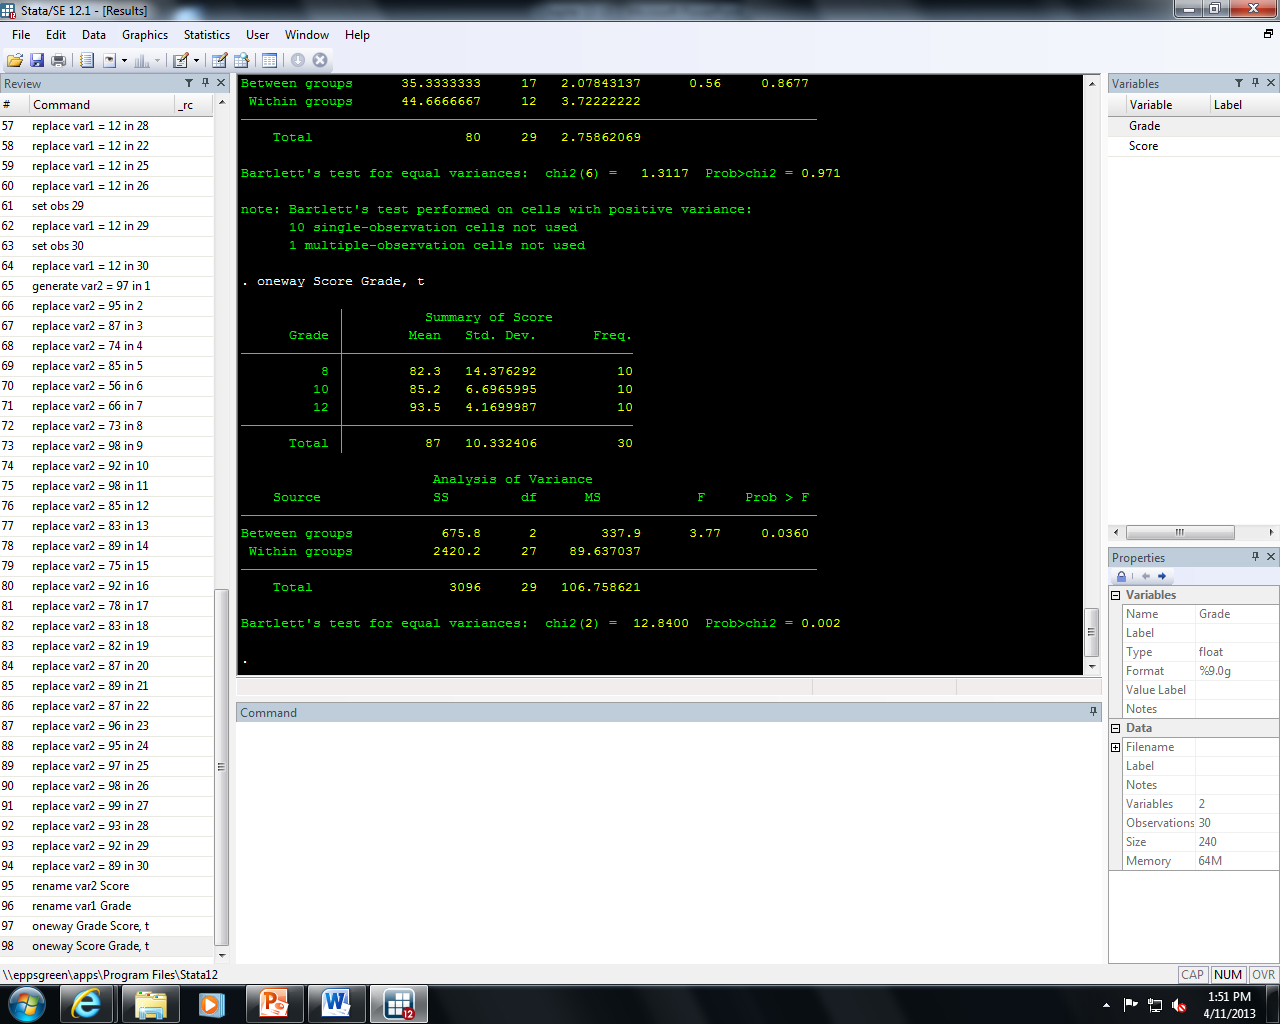 Stata/SE 12.1 - [Results]
File Edit Data Graphics Statistics User Window Help
Review
# Command _rc
57 replace var1 = 12 in 28
58 replace var1 = 12 in 22
59 replace var1 = 12 in 25
60 replace var1 = 12 in 26
61 set obs 29
62 replace var1 = 12 in 29
63 set obs 30
64 replace var1 = 12 in 30
65 generate var2 = 97 in 1
66 replace var2 = 95 in 2
67 replace var2 = 87 in 3
68 replace var2 = 74 in 4
69 replace var2 = 85 in 5
70 replace var2 = 56 in 6
71 replace var2 = 66 in 7
72 replace var2 = 73 in 8
73 replace var2 = 98 in 9
74 replace var2 = 92 in 10
75 replace var2 = 98 in 11
76 replace var2 = 85 in 12
77 replace var2 = 83 in 13
78 replace var2 = 89 in 14
79 replace var2 = 75 in 15
80 replace var2 = 92 in 16
81 replace var2 = 78 in 17
82 replace var2 = 83 in 18
83 replace var2 = 82 in 19
84 replace var2 = 87 in 20
85 replace var2 = 89 in 21
86 replace var2 = 87 in 22
87 replace var2 = 96 in 23
88 replace var2 = 95 in 24
89 replace var2 = 97 in 25
90 replace var2 = 98 in 26
91 replace var2 = 99 in 27
92 replace var2 = 93 in 28
93 replace var2 = 92 in 29
94 replace var2 = 89 in 30
95 rename var2 Score
96 rename var1 Grade
97 oneway Grade Score, t
98 oneway Score Grade, t
Between groups 35.3333333 17 2.07843137 0.56 0.8677
Within groups 44.6666667 12 3.72222222
Total 80 29 2.75862069
Bartlett's test for equal variances: chi2(6) = 1.3117 Prob>chi2 = 0.971
note: Bartlett's test performed on cells with positive variance:
10 single-observation cells not used
1 multiple-observation cells not used
. oneway Score Grade, t
Summary of Score
Grade Mean Std. Dev. Freq.
8 82.3 14.376292 10
10 85.2 6.6965995 10
12 93.5 4.1699987 10
Total 87 10.332406 30
Analysis of Variance
Source SS df MS F Prob > F
Between groups 675.8 2 337.9 3.77 0.0360
Within groups 2420.2 27 89.637037
Total 3096 29 106.758621
Bartlett's test for equal variances: chi2(2) = 12.8400 Prob>chi2 = 0.002
.
Command
Variables
Variable Label
Grade
Score
Properties
Variables
Name Grade
Label
Type float
Format %9.0g
Value Label
Notes
Data
Filename
Label
Notes
Variables 2
Observations 30
Size 240
Memory 64M
\\eppsgreen\apps\Program Files\Stata12
CAP NUM OVR
12
1:51 PM
4/11/2013